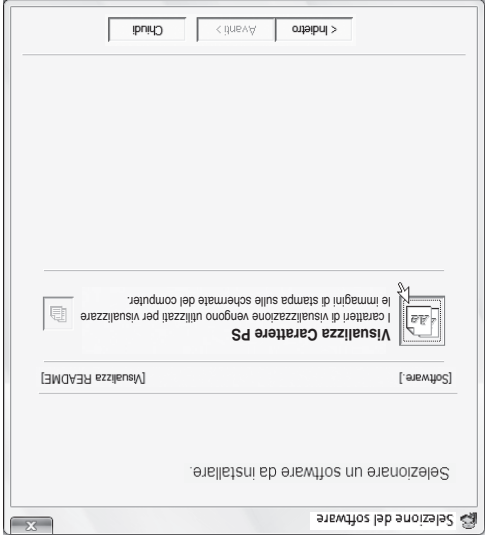 Selezione del software
X
Selezionare un software da installare.
[Software.] [Visualizza README]
Visualizza Carattere PS
I caratteri di visualizzazione vengono utilizzati per visualizzare
le immagini di stampa sulle schermate del computer.
Aa
< Indietro Avanti > Chiudi